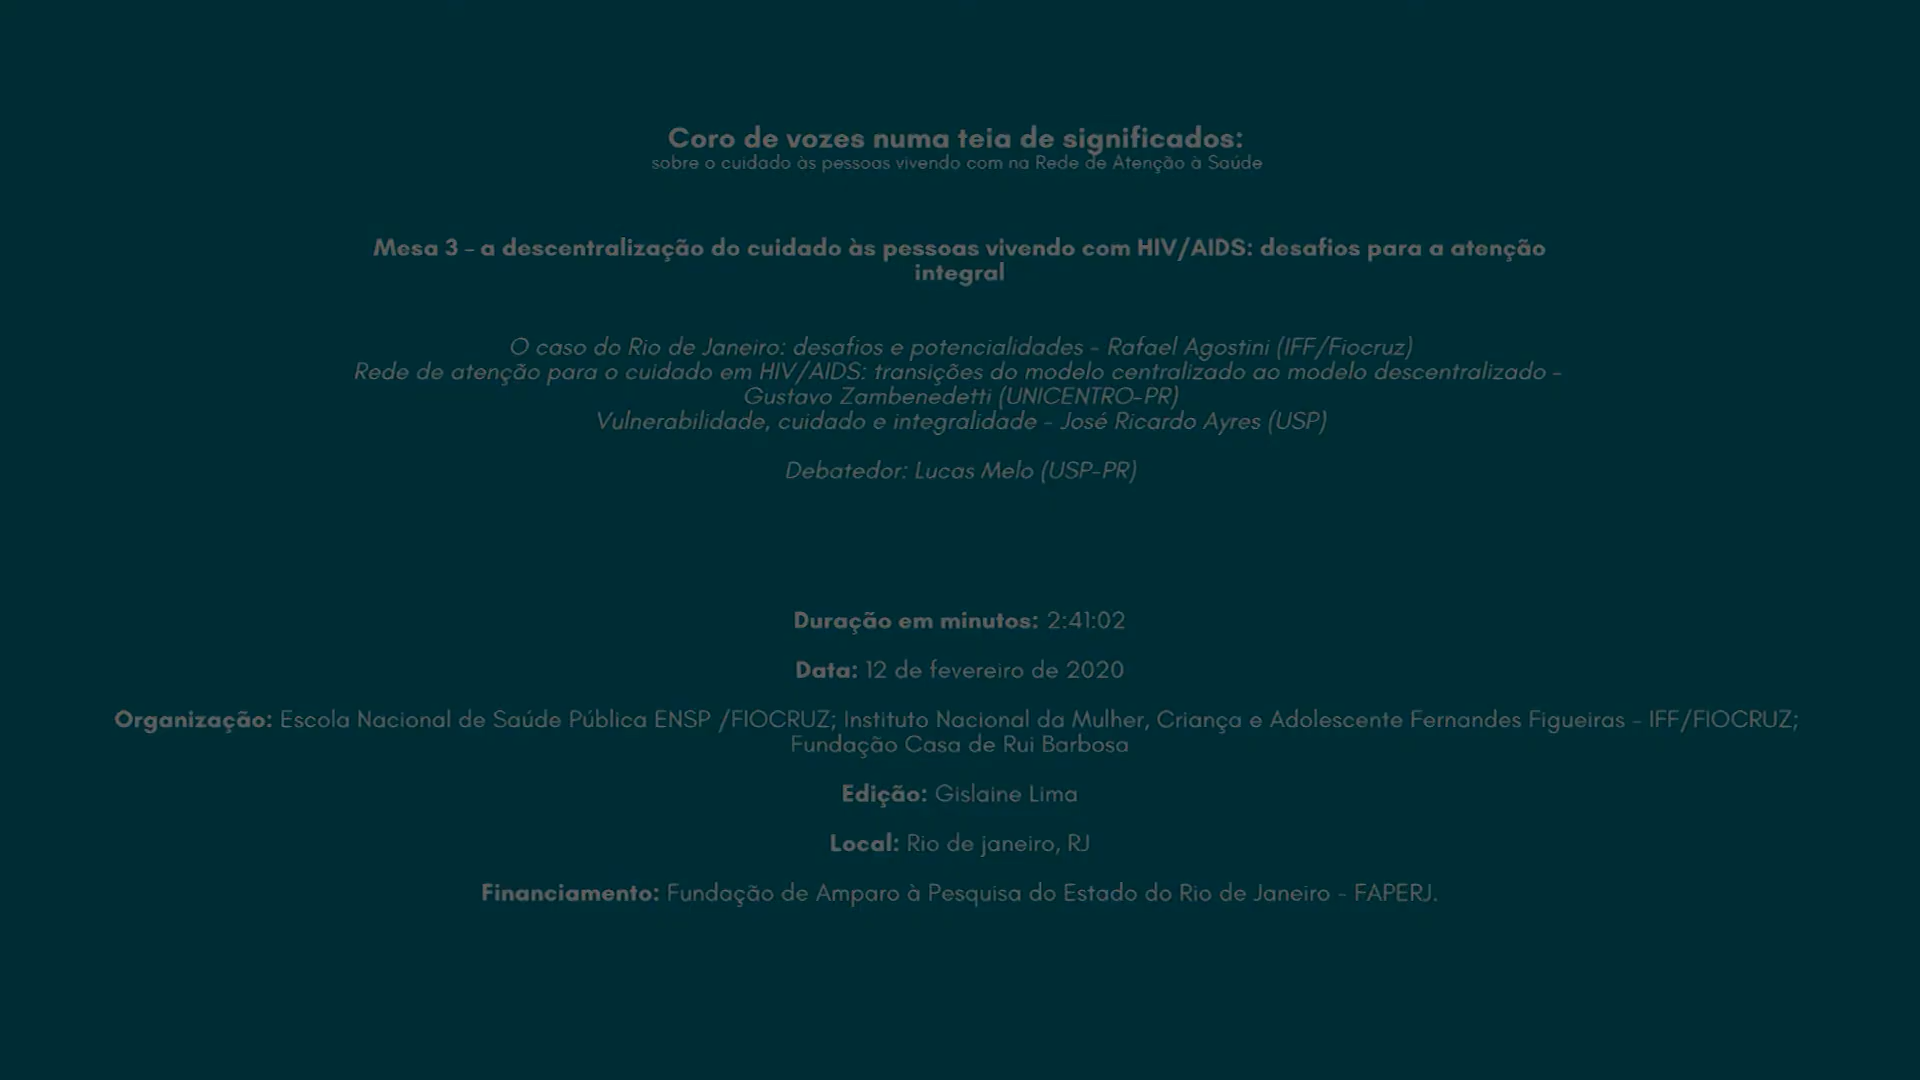 Coro de vozes numa teia de significados:
sobre o cuidado às pessoas vivendo com na Rede de Atenção à Saúde
Mesa 3 - a descentralização do cuidado às pessoas vivendo com HIV/AIDS: desafios para a atenção
integral
O caso do Rio de Janeiro: desafios e potencialidades - Rafael Agostini (IFF/Fiocruz)
Rede de atenção para o cuidado em HIV/AIDS: transições do modelo centralizado ao modelo descentralizado -
Gustavo Zambenedetti (UNICENTRO-PR)
Vulnerabilidade, cuidado e integralidade - José Ricardo Ayres (USP)
Debatedor: Lucas Melo (USP-PR)
Duração em minutos: 2:41:02
Data: 12 de fevereiro de 2020
Organização: Escola Nacional de Saúde Pública ENSP /FIOCRUZ; Instituto Nacional da Mulher, Criança e Adolescente Fernandes Figueiras - IFF/FIOCRUZ;
Fundação Casa de Rui Barbosa
Edição: Gislaine Lima
Local: Rio de janeiro, RJ
Financiamento: Fundação de Amparo à Pesquisa do Estado do Rio de Janeiro - FAPERJ.